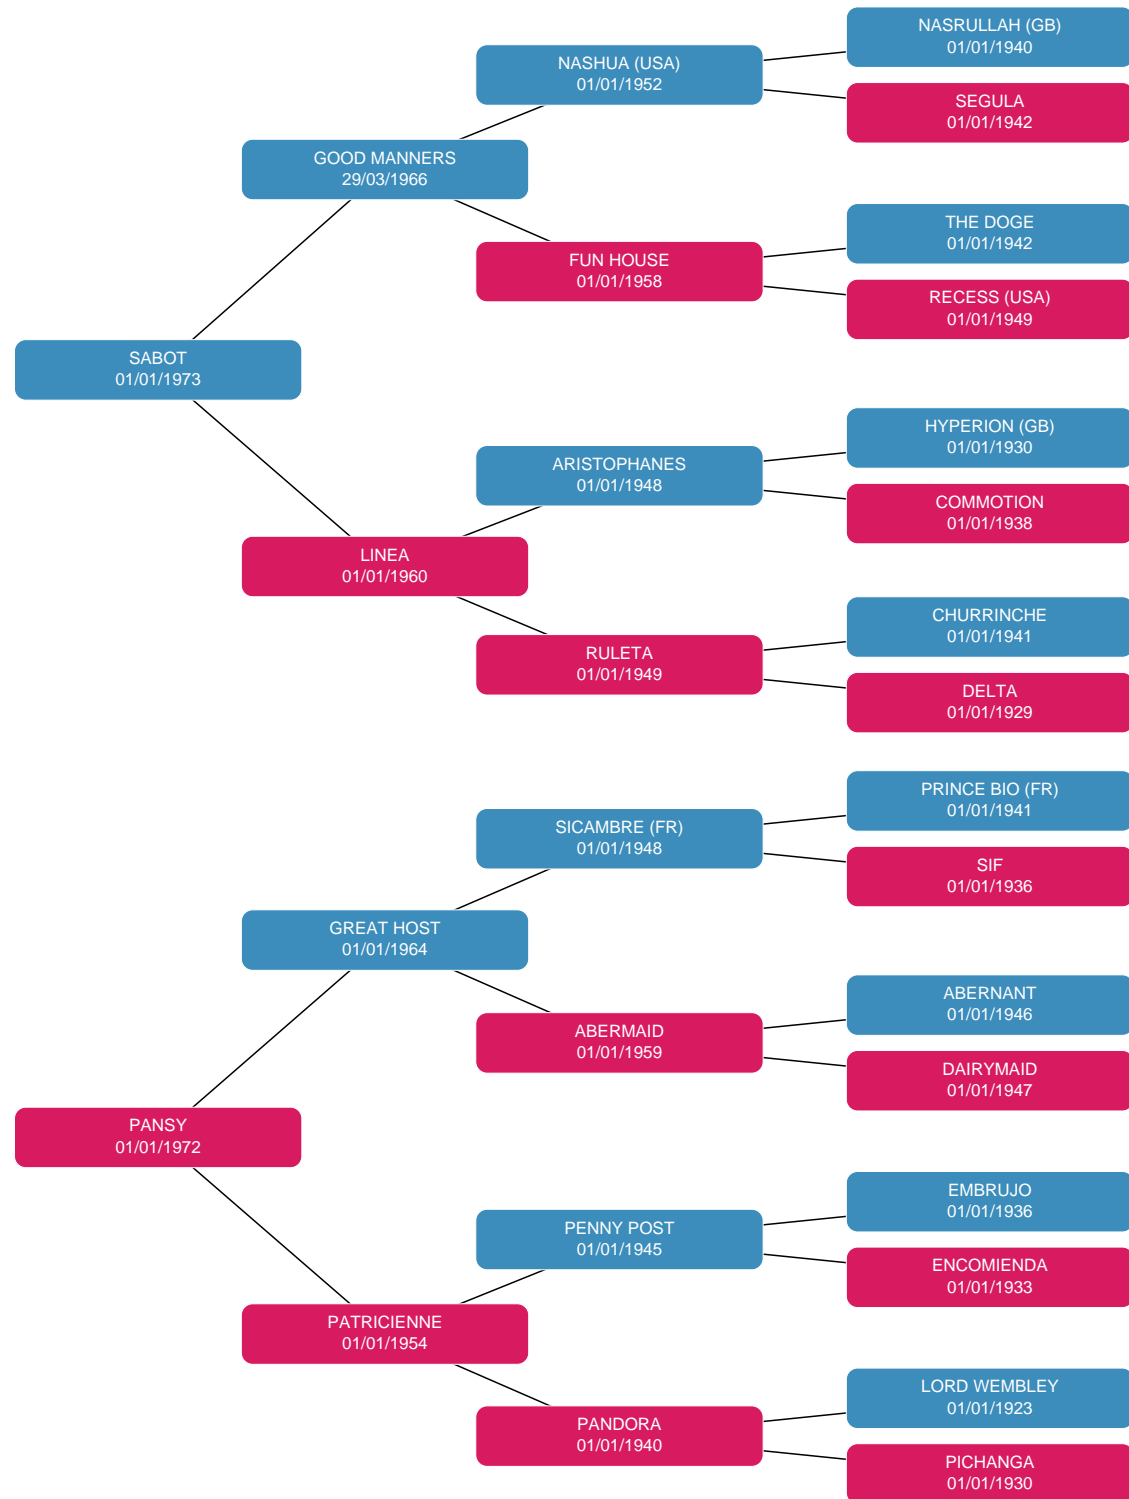 NASRULLAH (GB)
01/01/1940
NASHUA (USA)
01/01/1952
SEGULA
01/01/1942
GOOD MANNERS
29/03/1966
THE DOGE
01/01/1942
FUN HOUSE
01/01/1958
RECESS (USA)
01/01/1949
SABOT
01/01/1973
HYPERION (GB)
01/01/1930
ARISTOPHANES
01/01/1948
COMMOTION
01/01/1938
LINEA
01/01/1960
CHURRINCHE
01/01/1941
RULETA
01/01/1949
DELTA
01/01/1929
PRINCE BIO (FR)
01/01/1941
SICAMBRE (FR)
01/01/1948
SIF
01/01/1936
GREAT HOST
01/01/1964
ABERNANT
01/01/1946
ABERMAID
01/01/1959
DAIRYMAID
01/01/1947
PANSY
01/01/1972
EMBRUJO
01/01/1936
PENNY POST
01/01/1945
ENCOMIENDA
01/01/1933
PATRICIENNE
01/01/1954
LORD WEMBLEY
01/01/1923
PANDORA
01/01/1940
PICHANGA
01/01/1930